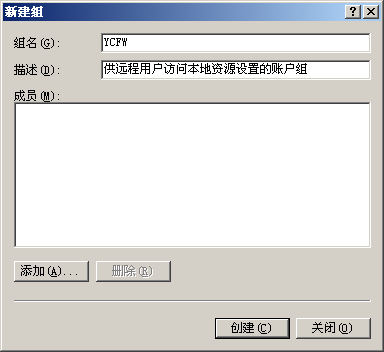 新建组
组名(G):
YCFW
描述(D):
供远程用户访问本地资源设置的账户组
成员(M):
添加(A)...
删除(R)
创建(C)
关闭(O)